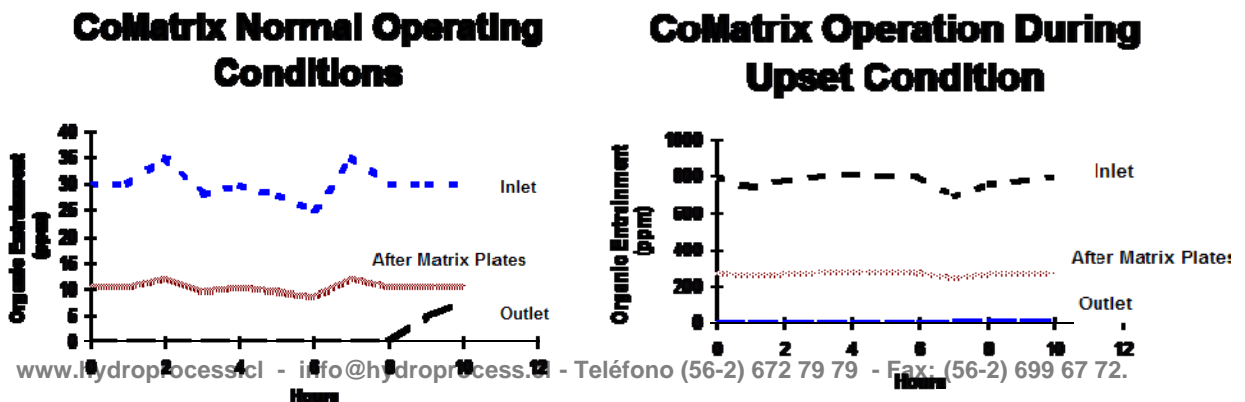 CoMatrix Normal Operating
Conditions
Organic Entrainment
(ppm)
40
35
30
25
20
15
10
5
0
Inlet
After Matrix Plates
Outlet
0 2 4 6 8 10 12
Hours
CoMatrix Operation During
Upset Condition
Organic Entrainment
(ppm)
1000
800
600
400
200
0
Inlet
After Matrix Plates
Outlet
0 2 4 6 8 10 12
Hours
www.hydroprocess.cl - info@hydroprocess.cl - Teléfono (56-2) 672 79 79 - Fax: (56-2) 699 67 72.